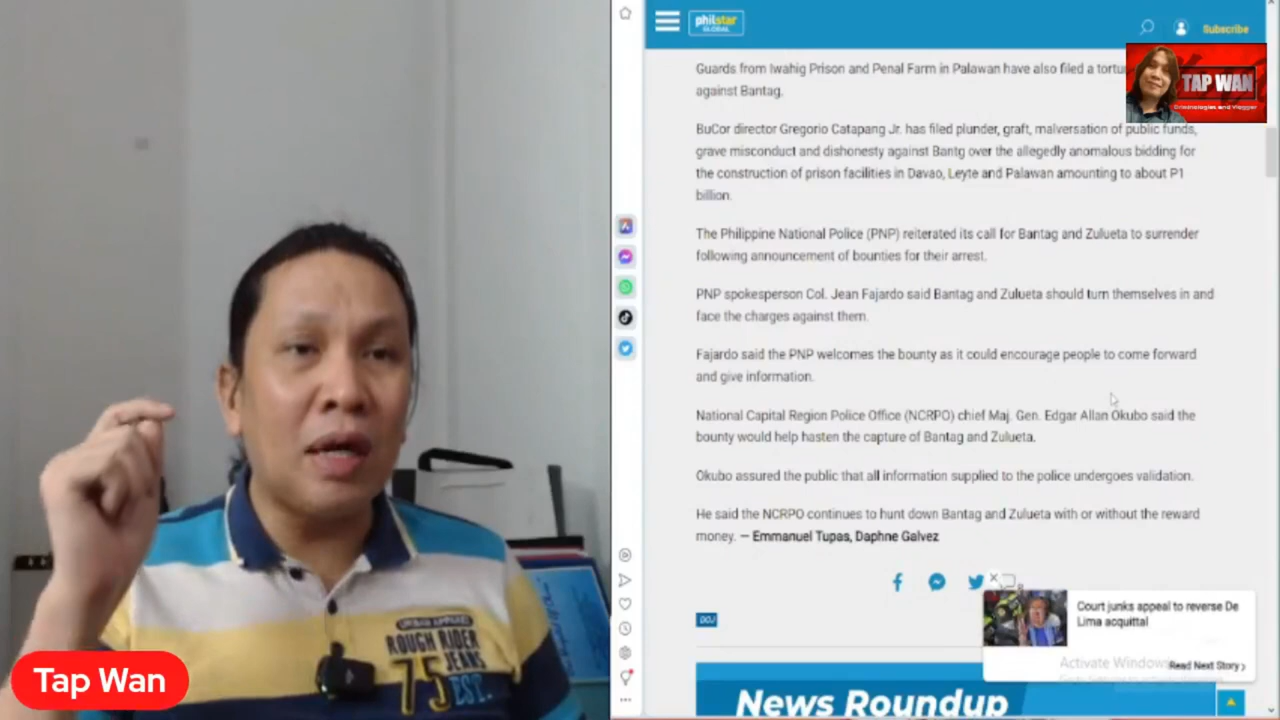 philstar
GLOBAL
Subscribe
TAP WAN
Guards from Iwahig Prison and Penal Farm in Palawan have also filed a
against Bantag.
BuCor director Gregorio Catapang Jr. has filed plunder, graft, malversation of public funds,
grave misconduct and dishonesty against Bantg over the allegedly anomalous bidding for
the construction of prison facilities in Davao, Leyte and Palawan amounting to about P1
billion.
The Philippine National Police (PNP) reiterated its call for Bantag and Zulueta to surrender
following announcement of bounties for their arrest.
PNP spokesperson Col. Jean Fajardo said Bantag and Zulueta should turn themselves in and
face the charges against them.
Fajardo said the PNP welcomes the bounty as it could encourage people to come forward
and give information.
National Capital Region Police Office (NCRPO) chief Maj. Gen. Edgar Allan Okubo said the
bounty would help hasten the capture of Bantag and Zulueta.
Okubo assured the public that all information supplied to the police undergoes validation.
He said the NCRPO continues to hunt down Bantag and Zulueta with or without the reward
money. — Emmanuel Tupas, Daphne Galvez
DOJ
Court junks appeal to reverse De
Lima acquittal
Activate Windows
Read Next Story
News Roundup
ROUGH RIDER
75 JEANS
EST.
Tap Wan